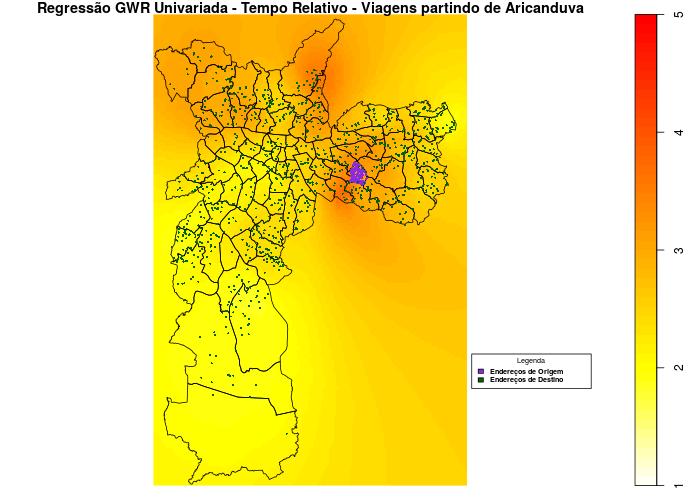 Regressão GWR Univariada - Tempo Relativo - Viagens partindo de Aricanduva
5
4
3
2
1
Legenda
Endereços de Origem
Endereços de Destino